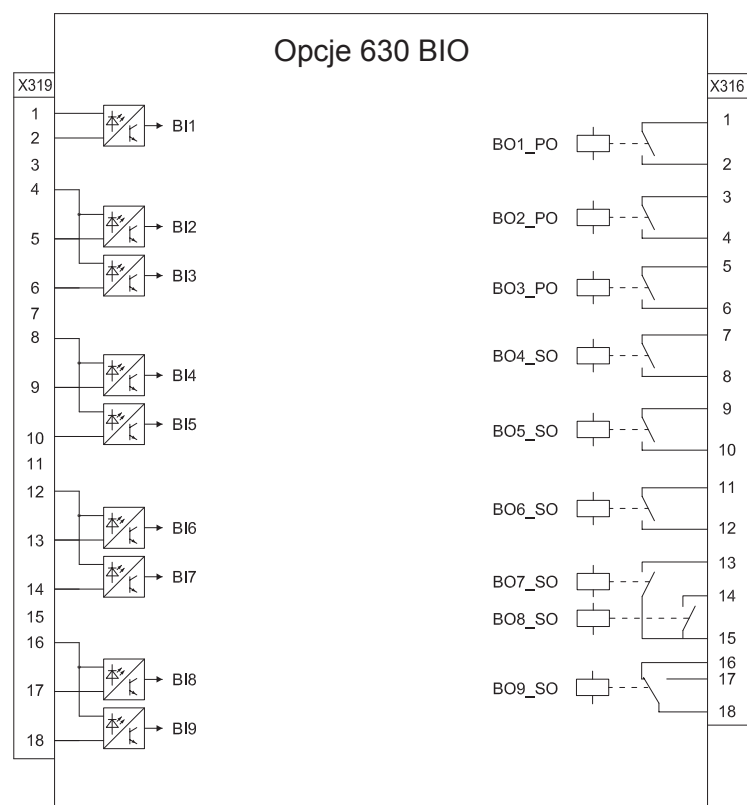 Opcje 630 BIO
X319
1
2
3
4
5
6
7
8
9
10
11
12
13
14
15
16
17
18
BI1
BI2
BI3
BI4
BI5
BI6
BI7
BI8
BI9
BO1_PO
BO2_PO
BO3_PO
BO4_SO
BO5_SO
BO6_SO
BO7_SO
BO8_SO
BO9_SO
X316
1
2
3
4
5
6
7
8
9
10
11
12
13
14
15
16
17
18